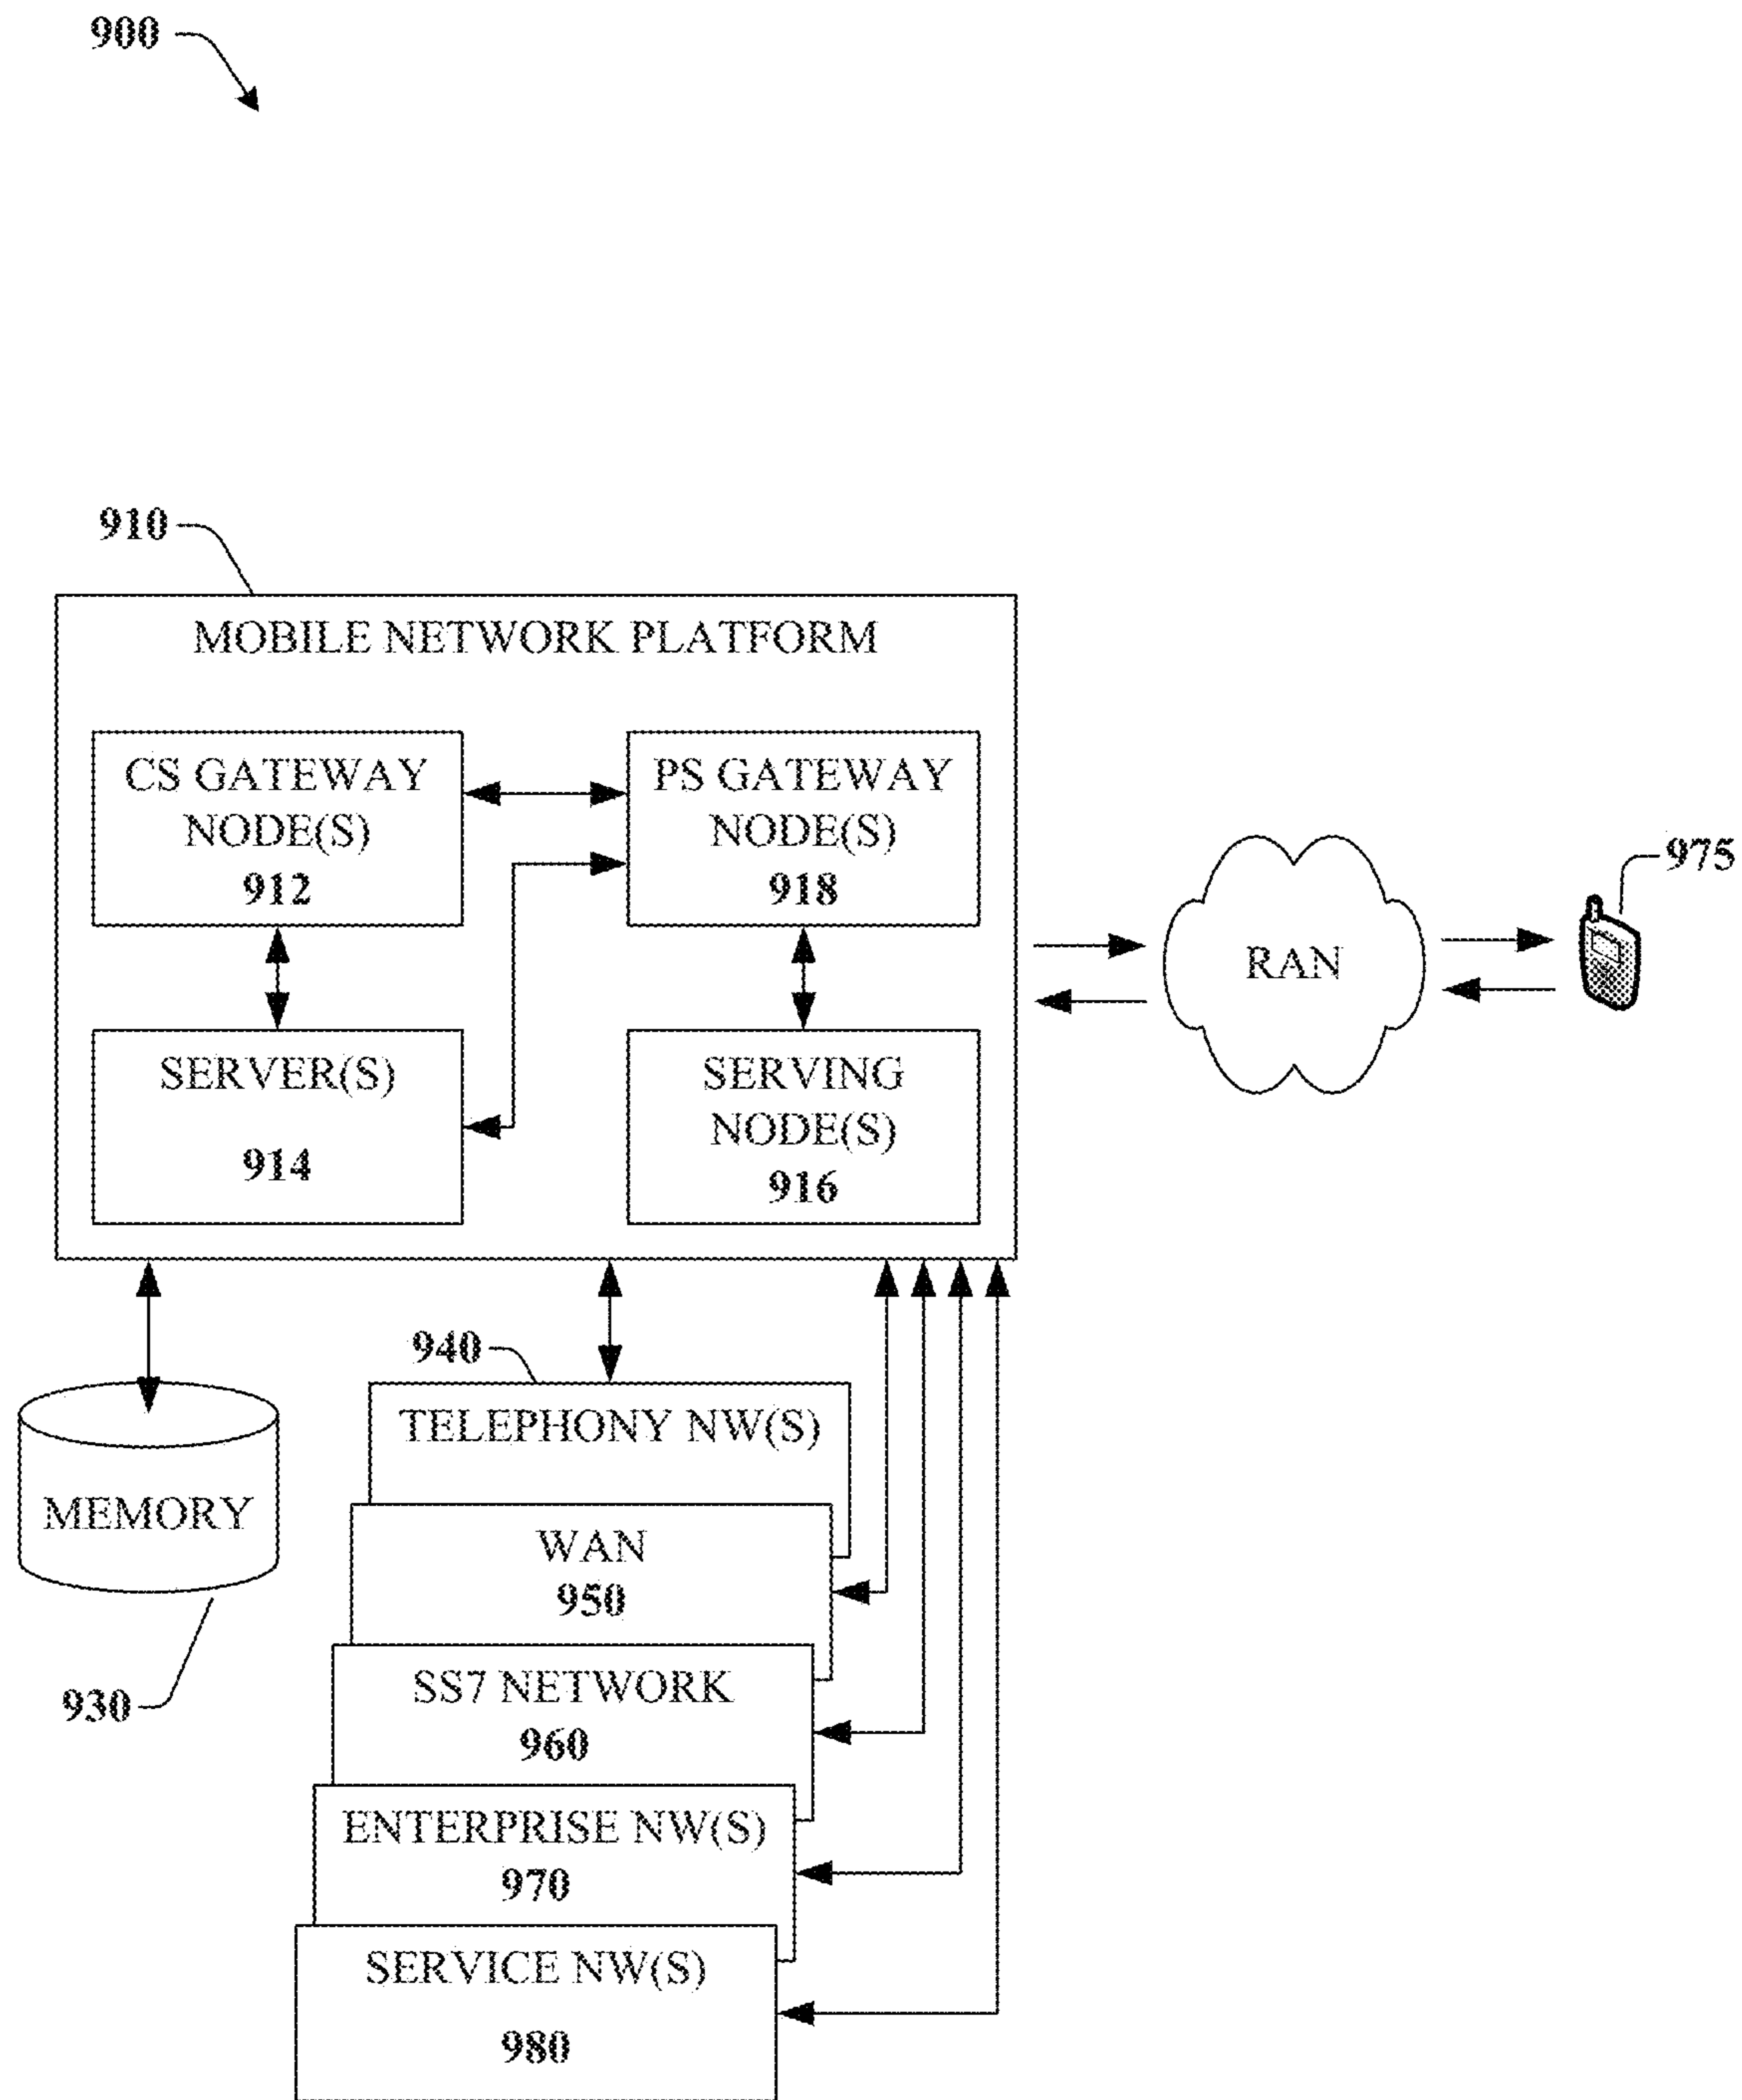 900
910
MOBILE NETWORK PLATFORM
CS GATEWAY
NODE(S)
912
PS GATEWAY
NODE(S)
918
SERVER(S)
914
SERVING
NODE(S)
916
RAN
975
940
TELEPHONY NW(S)
MEMORY
930
WAN
950
SS7 NETWORK
960
ENTERPRISE NW(S)
970
SERVICE NW(S)
980